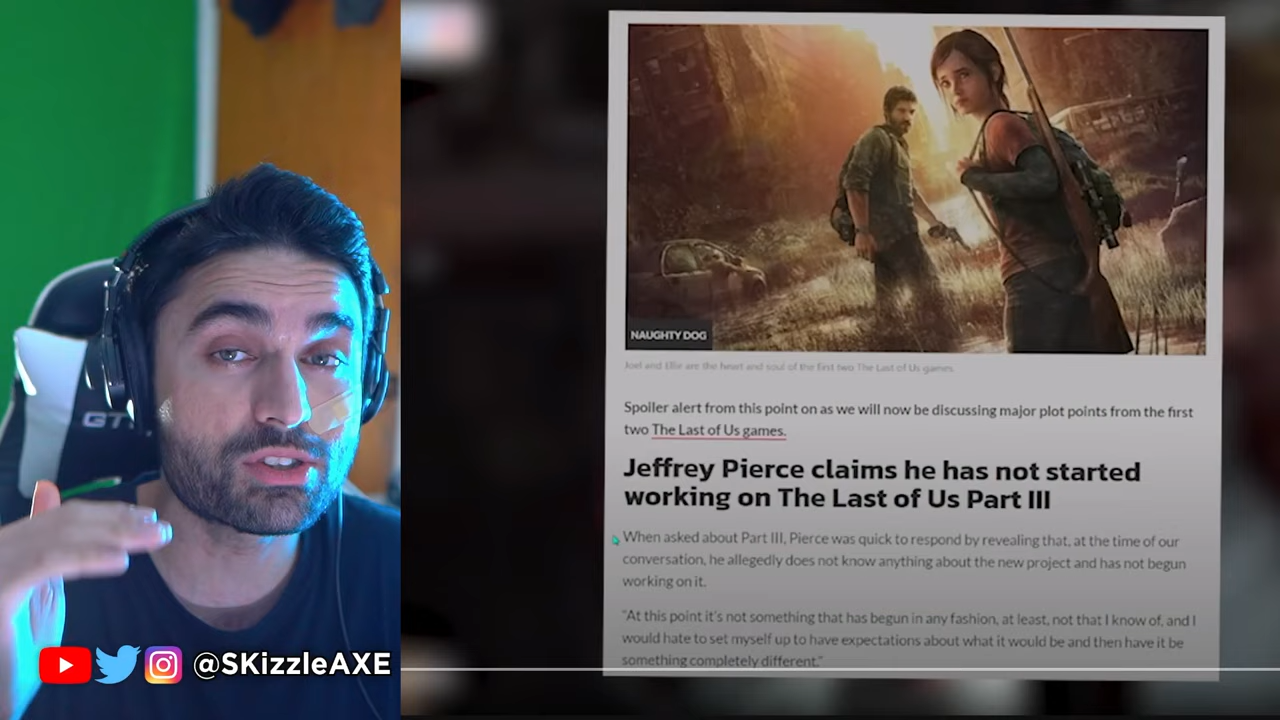 GT
@SKizzleAXE
NAUGHTY DOG
Joel and Ellie are the heart and soul of the first two The Last of Us games.
Spoiler alert from this point on as we will now be discussing major plot points from the first
two The Last of Us games.
Jeffrey Pierce claims he has not started
working on The Last of Us Part III
When asked about Part III, Pierce was quick to respond by revealing that, at the time of our
conversation, he allegedly does not know anything about the new project and has not begun
working on it.
“At this point it’s not something that has begun in any fashion, at least, not that I know of, and I
would hate to set myself up to have expectations about what it would be and then have it be
something completely different.”